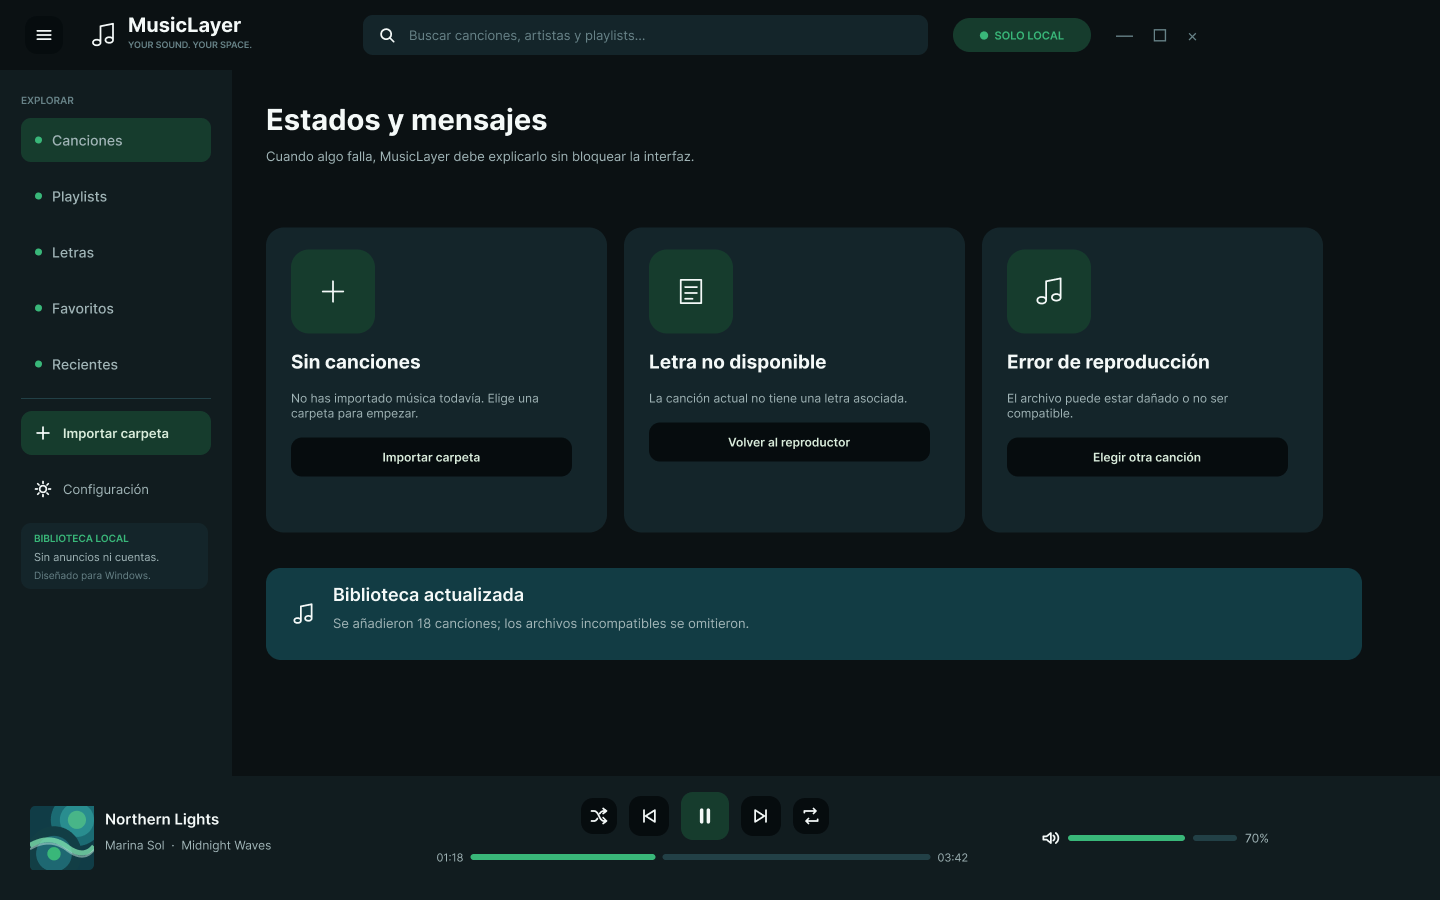 MusicLayer
YOUR SOUND. YOUR SPACE.
Buscar canciones, artistas y playlists...
SOLO LOCAL
EXPLORAR
Canciones
Playlists
Letras
Favoritos
Recientes
Importar carpeta
Configuración
BIBLIOTECA LOCAL
Sin anuncios ni cuentas.
Diseñado para Windows.
Estados y mensajes
Cuando algo falla, MusicLayer debe explicarlo sin bloquear la interfaz.
Sin canciones
No has importado música todavía. Elige una
carpeta para empezar.
Importar carpeta
Letra no disponible
La canción actual no tiene una letra asociada.
Volver al reproductor
Error de reproducción
El archivo puede estar dañado o no ser
compatible.
Elegir otra canción
Biblioteca actualizada
Se añadieron 18 canciones; los archivos incompatibles se omitieron.
Northern Lights
Marina Sol · Midnight Waves
01:18
03:42
70%